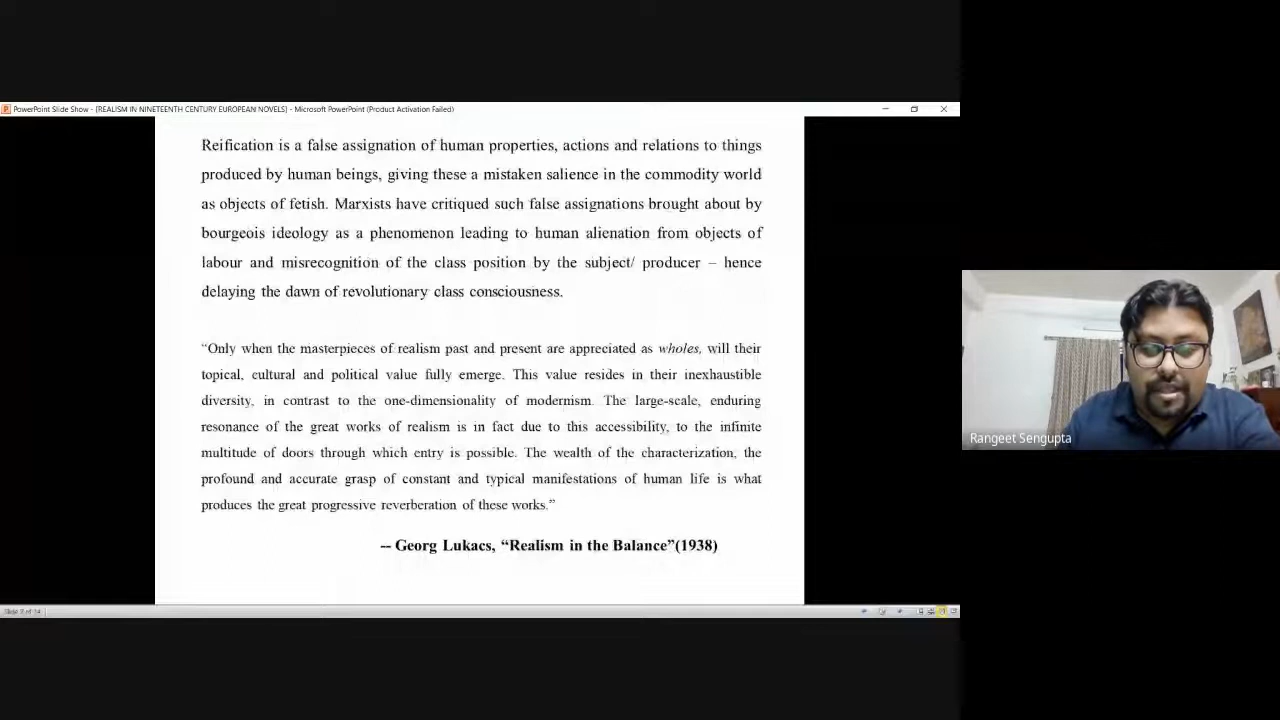 PowerPoint Slide Show - [REALISM IN NINETEENTH CENTURY EUROPEAN NOVELS] - Microsoft PowerPoint (Product Activation Failed)
Reification is a false assignation of human properties, actions and relations to things
produced by human beings, giving these a mistaken salience in the commodity world
as objects of fetish. Marxists have critiqued such false assignations brought about by
bourgeois ideology as a phenomenon leading to human alienation from objects of
labour and misrecognition of the class position by the subject/ producer – hence
delaying the dawn of revolutionary class consciousness.
“Only when the masterpieces of realism past and present are appreciated as wholes, will their
topical, cultural and political value fully emerge. This value resides in their inexhaustible
diversity, in contrast to the one-dimensionality of modernism. The large-scale, enduring
resonance of the great works of realism is in fact due to this accessibility, to the infinite
multitude of doors through which entry is possible. The wealth of the characterization, the
profound and accurate grasp of constant and typical manifestations of human life is what
produces the great progressive reverberation of these works.”
-- Georg Lukacs, “Realism in the Balance”(1938)
Rangeet Sengupta